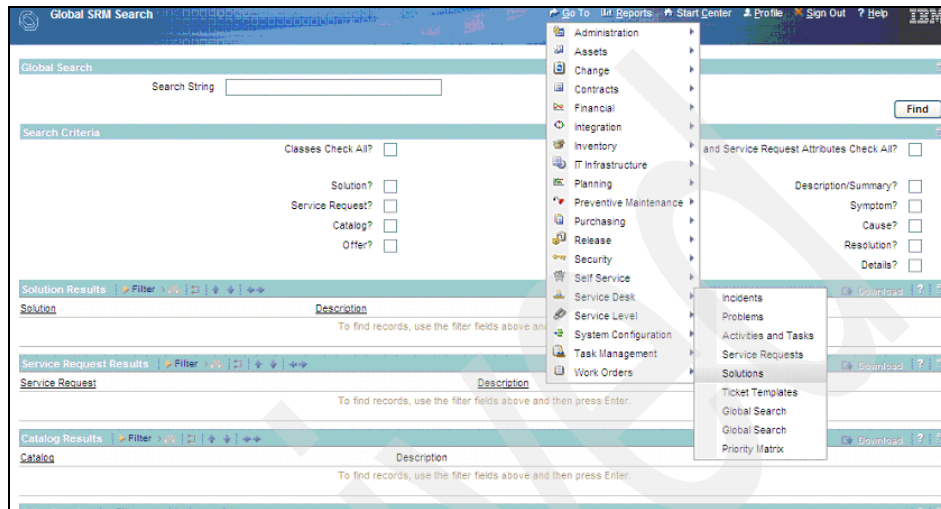 Global SRM Search
Go To Reports Start Center Profile Sign Out ? Help IBM
Global Search
Search String
Find
Search Criteria
Classes Check All?
and Service Request Attributes Check All?
Solution?
Description/Summary?
Service Request?
Symptom?
Catalog?
Cause?
Offer?
Resolution?
Details?
Administration
Assets
Change
Contracts
Financial
Integration
Inventory
IT Infrastructure
Planning
Preventive Maintenance
Purchasing
Release
Security
Self Service
Service Desk
Service Level
System Configuration
Task Management
Work Orders
Incidents
Problems
Activities and Tasks
Service Requests
Solutions
Ticket Templates
Global Search
Global Search
Priority Matrix
Solution Results Filter Download ?
Solution Description
To find records, use the filter fields above and
Service Request Results Filter Download ?
Service Request Description
To find records, use the filter fields above and then press Enter.
Catalog Results Filter Download ?
Catalog Description
To find records, use the filter fields above and then press Enter.